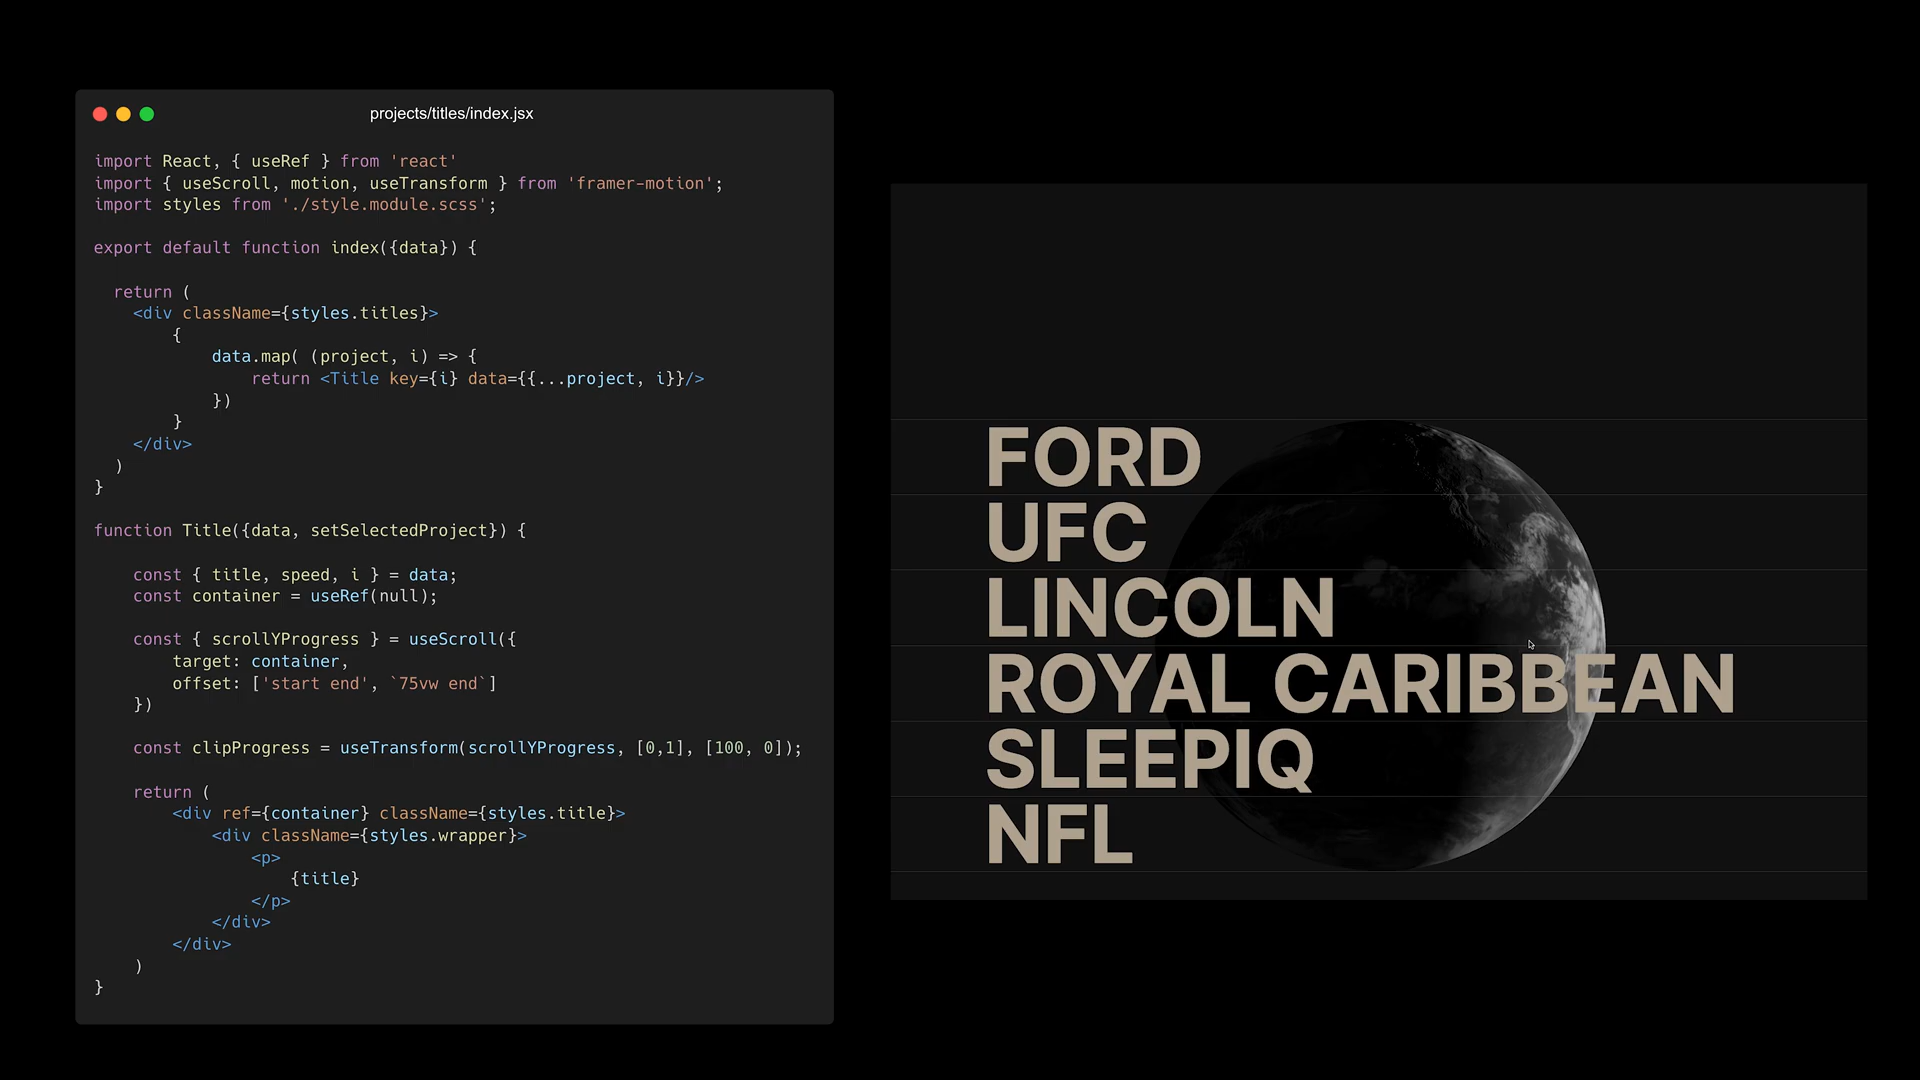 projects/titles/index.jsx
import React, { useRef } from 'react'
import { useScroll, motion, useTransform } from 'framer-motion';
import styles from './style.module.scss';
export default function index({data}) {
return (
<div className={styles.titles}>
{
data.map( (project, i) => {
return <Title key={i} data={{...project, i}}/>
})
}
</div>
)
}
function Title({data, setSelectedProject}) {
const { title, speed, i } = data;
const container = useRef(null);
const { scrollYProgress } = useScroll({
target: container,
offset: ['start end', `75vw end`]
})
const clipProgress = useTransform(scrollYProgress, [0,1], [100, 0]);
return (
<div ref={container} className={styles.title}>
<div className={styles.wrapper}>
<p>
{title}
</p>
</div>
</div>
)
}
FORD
UFC
LINCOLN
ROYAL CARIBBEAN
SLEEPIQ
NFL